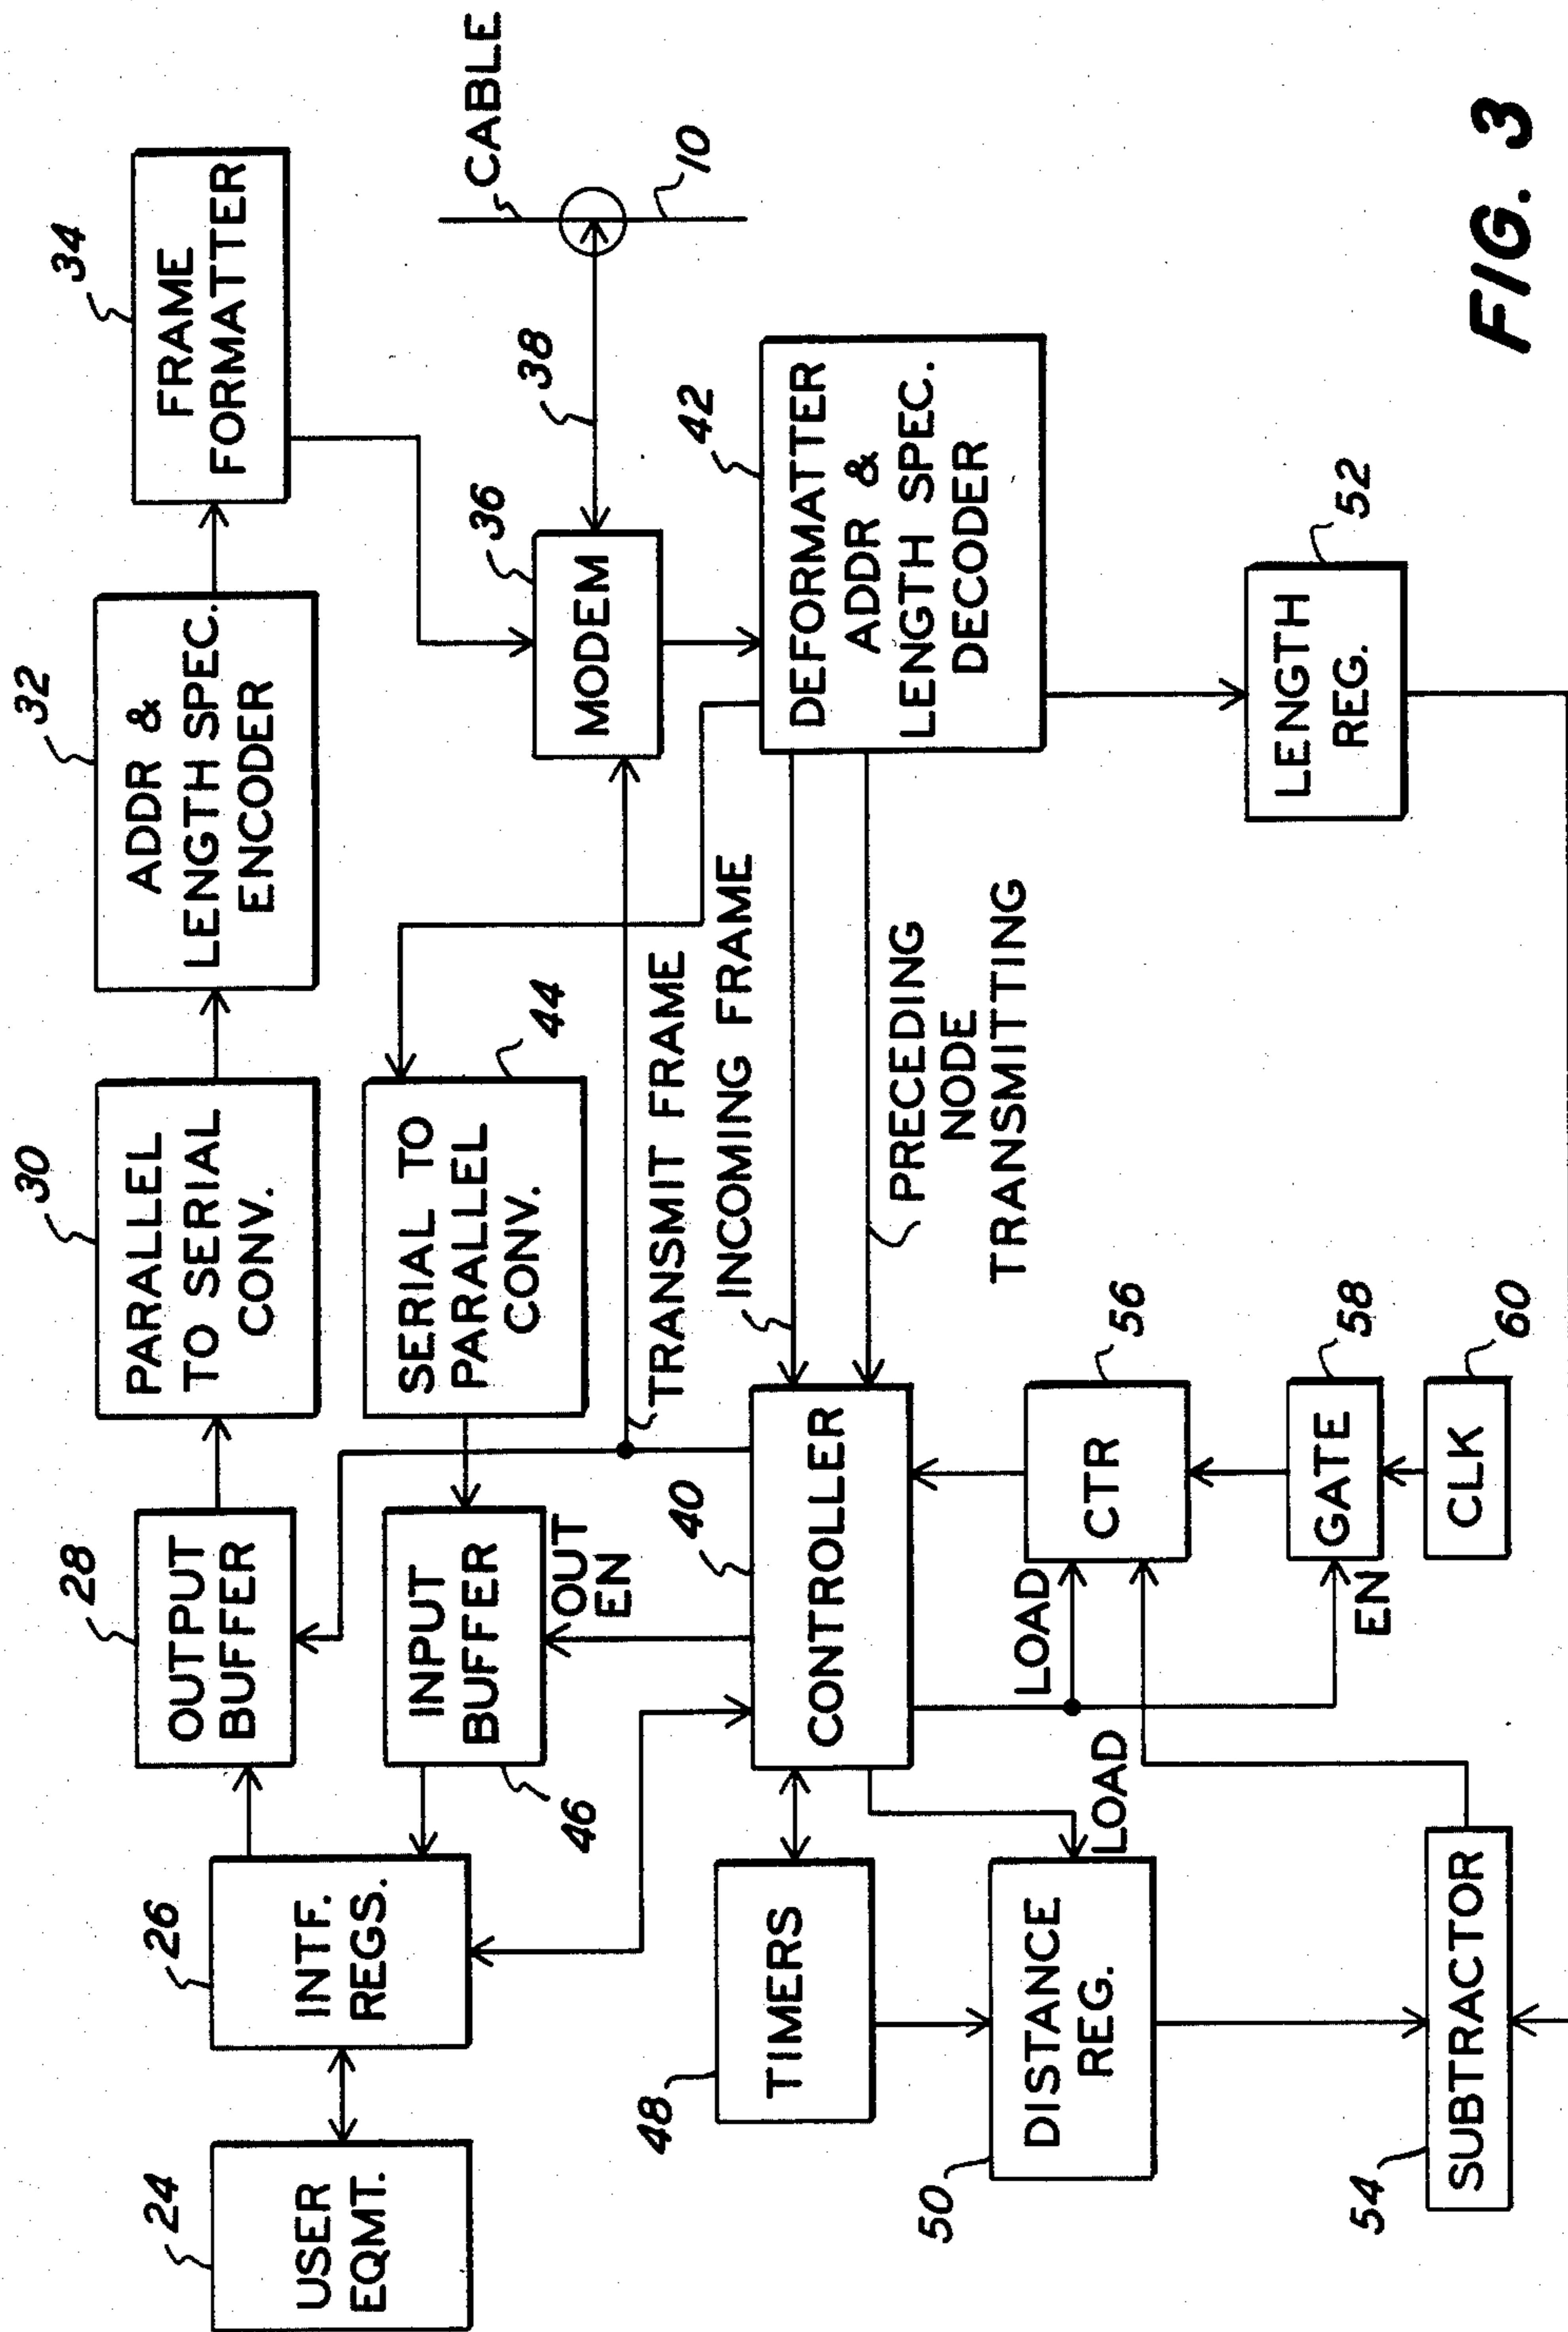 24
USER
EQMT.
26
INTF.
REGS.
28
OUTPUT
BUFFER
30
PARALLEL
TO SERIAL
CONV.
32
ADDR &
LENGTH SPEC.
ENCODER
34
FRAME
FORMATTER
46
INPUT
BUFFER
OUT
EN
44
SERIAL TO
PARALLEL
CONV.
36
MODEM
38
CABLE
10
TRANSMIT FRAME
INCOMING FRAME
PRECEDING
NODE
TRANSMITTING
42
DEFORMATTER
ADDR &
LENGTH SPEC.
DECODER
48
TIMERS
40
CONTROLLER
50
DISTANCE
REG.
LOAD
LOAD
56
CTR
52
LENGTH
REG.
EN
58
GATE
60
CLK
54
SUBTRACTOR
FIG. 3